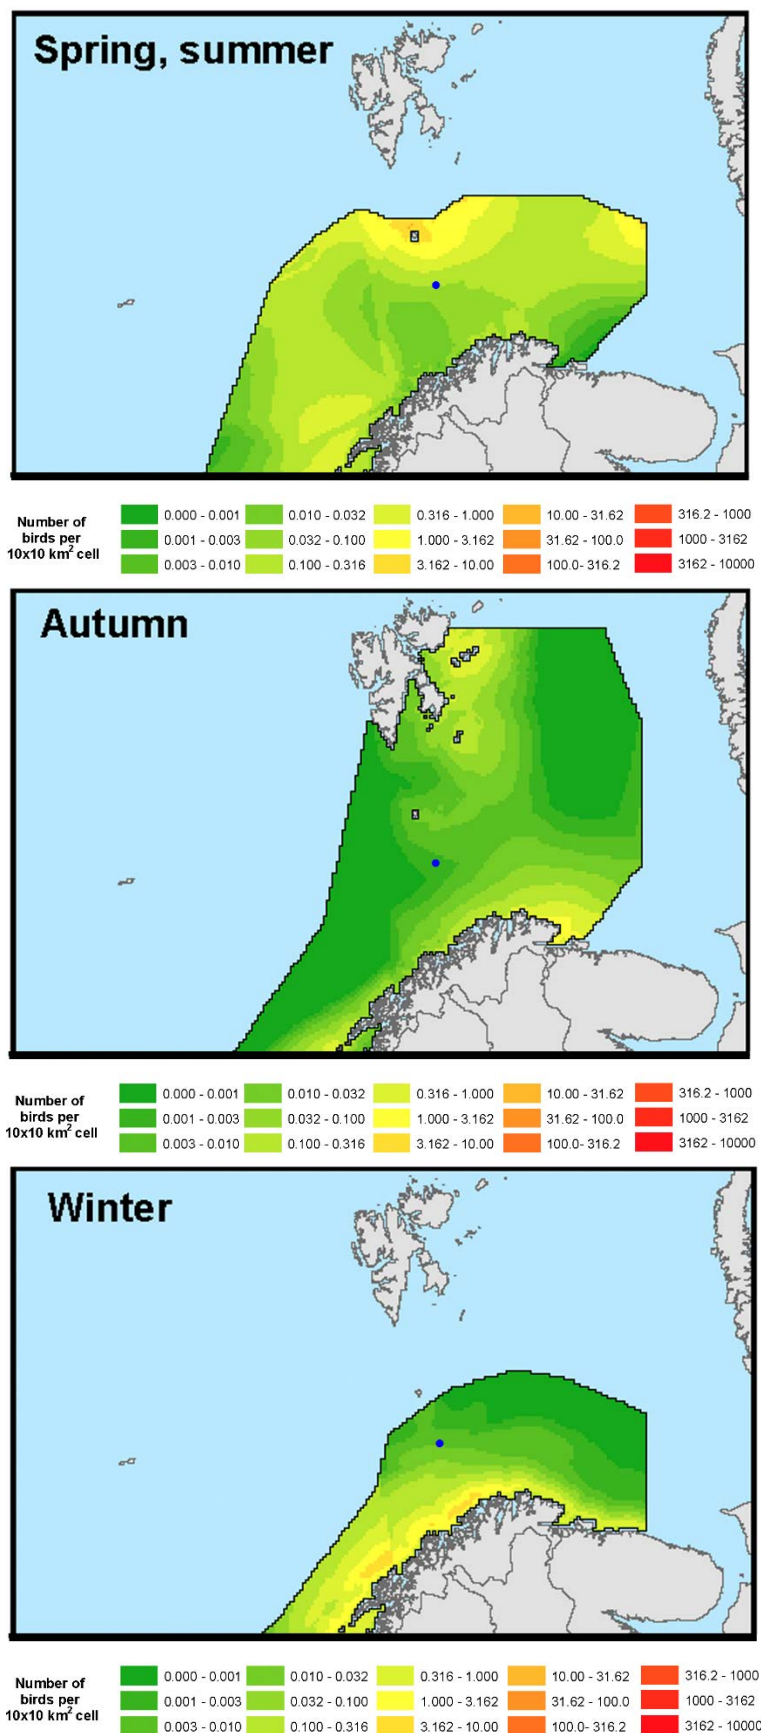 Spring, summer
Number of
birds per
10x10 km² cell
0.000 - 0.001 0.010 - 0.032 0.316 - 1.000 10.00 - 31.62 316.2 - 1000
0.001 - 0.003 0.032 - 0.100 1.000 - 3.162 31.62 - 100.0 1000 - 3162
0.003 - 0.010 0.100 - 0.316 3.162 - 10.00 100.0- 316.2 3162 - 10000
Autumn
Number of
birds per
10x10 km² cell
0.000 - 0.001 0.010 - 0.032 0.316 - 1.000 10.00 - 31.62 316.2 - 1000
0.001 - 0.003 0.032 - 0.100 1.000 - 3.162 31.62 - 100.0 1000 - 3162
0.003 - 0.010 0.100 - 0.316 3.162 - 10.00 100.0- 316.2 3162 - 10000
Winter
Number of
birds per
10x10 km² cell
0.000 - 0.001 0.010 - 0.032 0.316 - 1.000 10.00 - 31.62 316.2 - 1000
0.001 - 0.003 0.032 - 0.100 1.000 - 3.162 31.62 - 100.0 1000 - 3162
0.003 - 0.010 0.100 - 0.316 3.162 - 10.00 100.0- 316.2 3162 - 10000